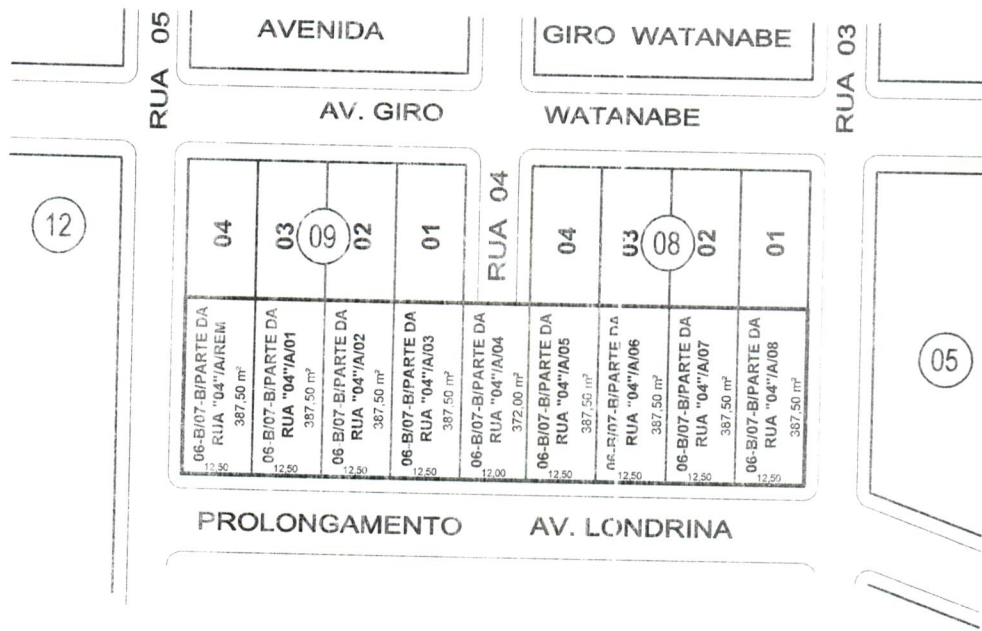 RUA 05
AVENIDA
GIRO WATANABE
RUA 03
AV. GIRO
WATANABE
12
04
03
09
02
01
RUA 04
04
03
08
02
01
05
06-B/07-B/PARTE DA
RUA "04"/A/REM
387,50 m²
12,50
06-B/07-B/PARTE DA
RUA "04"/A/01
387,50 m²
12,50
06-B/07-B/PARTE DA
RUA "04"/A/02
387,50 m²
12,50
06-B/07-B/PARTE DA
RUA "04"/A/03
387,50 m²
12,50
06-B/07-B/PARTE DA
RUA "04"/A/04
372,00 m²
12,00
06-B/07-B/PARTE DA
RUA "04"/A/05
387,50 m²
12,50
06-B/07-B/PARTE DA
RUA "04"/A/06
387,50 m²
12,50
06-B/07-B/PARTE DA
RUA "04"/A/07
387,50 m²
12,50
06-B/07-B/PARTE DA
RUA "04"/A/08
387,50 m²
12,50
PROLONGAMENTO
AV. LONDRINA